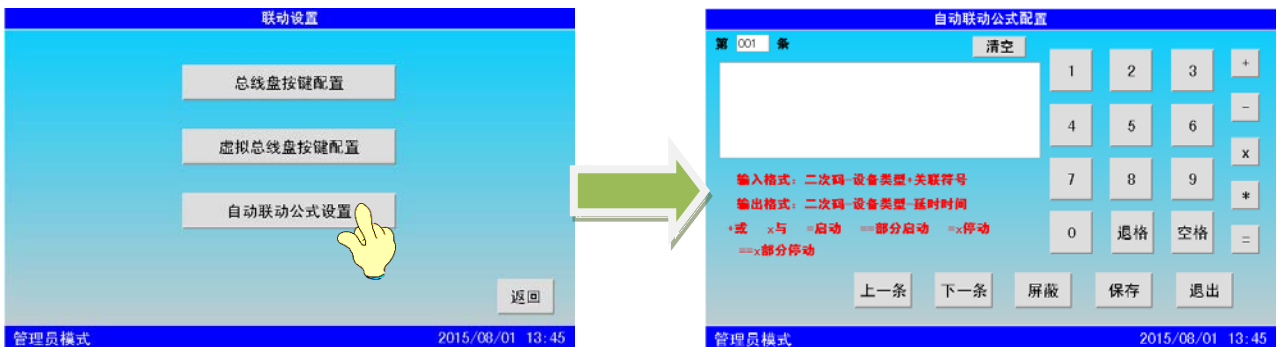 联动设置
总线盘按键配置
虚拟总线盘按键配置
自动联动公式设置
返回
管理员模式 2015/08/01 13:45
自动联动公式配置
第 001 条 清空
1 2 3 +
4 5 6 -
7 8 9 x
*
0 退格 空格 =
输入格式：二次码-设备类型+关联符号
输出格式：二次码-设备类型-延时时间
+或 x与 =启动 ==部分启动 =x停动
==x部分停动
上一条 下一条 屏蔽 保存 退出
管理员模式 2015/08/01 13:45